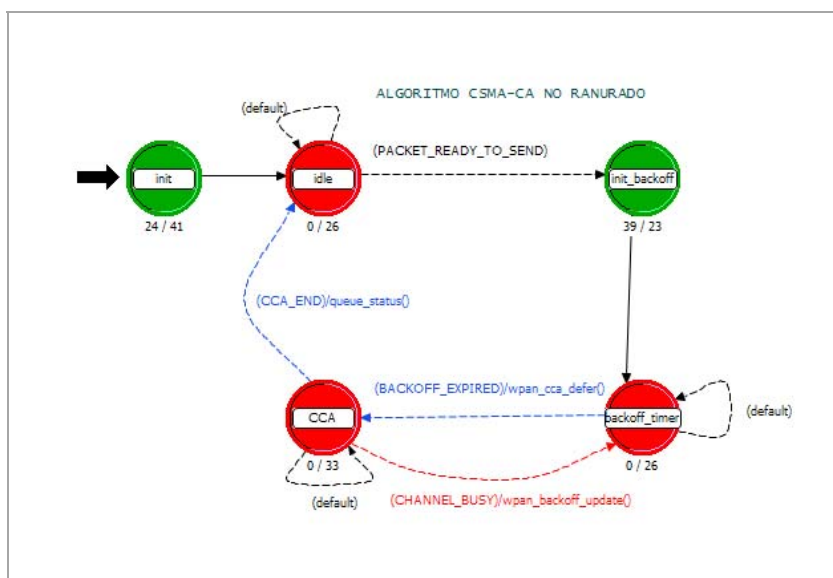 ALGORITMO CSMA-CA NO RANURADO
(default)
(PACKET_READY_TO_SEND)
init
idle
init_backoff
24 / 41
0 / 26
39 / 23
(CCA_END)/queue_status()
(BACKOFF_EXPIRED)/wpan_cca_defer()
CCA
backoff_timer
(default)
0 / 33
0 / 26
(default)
(CHANNEL_BUSY)/wpan_backoff_update()